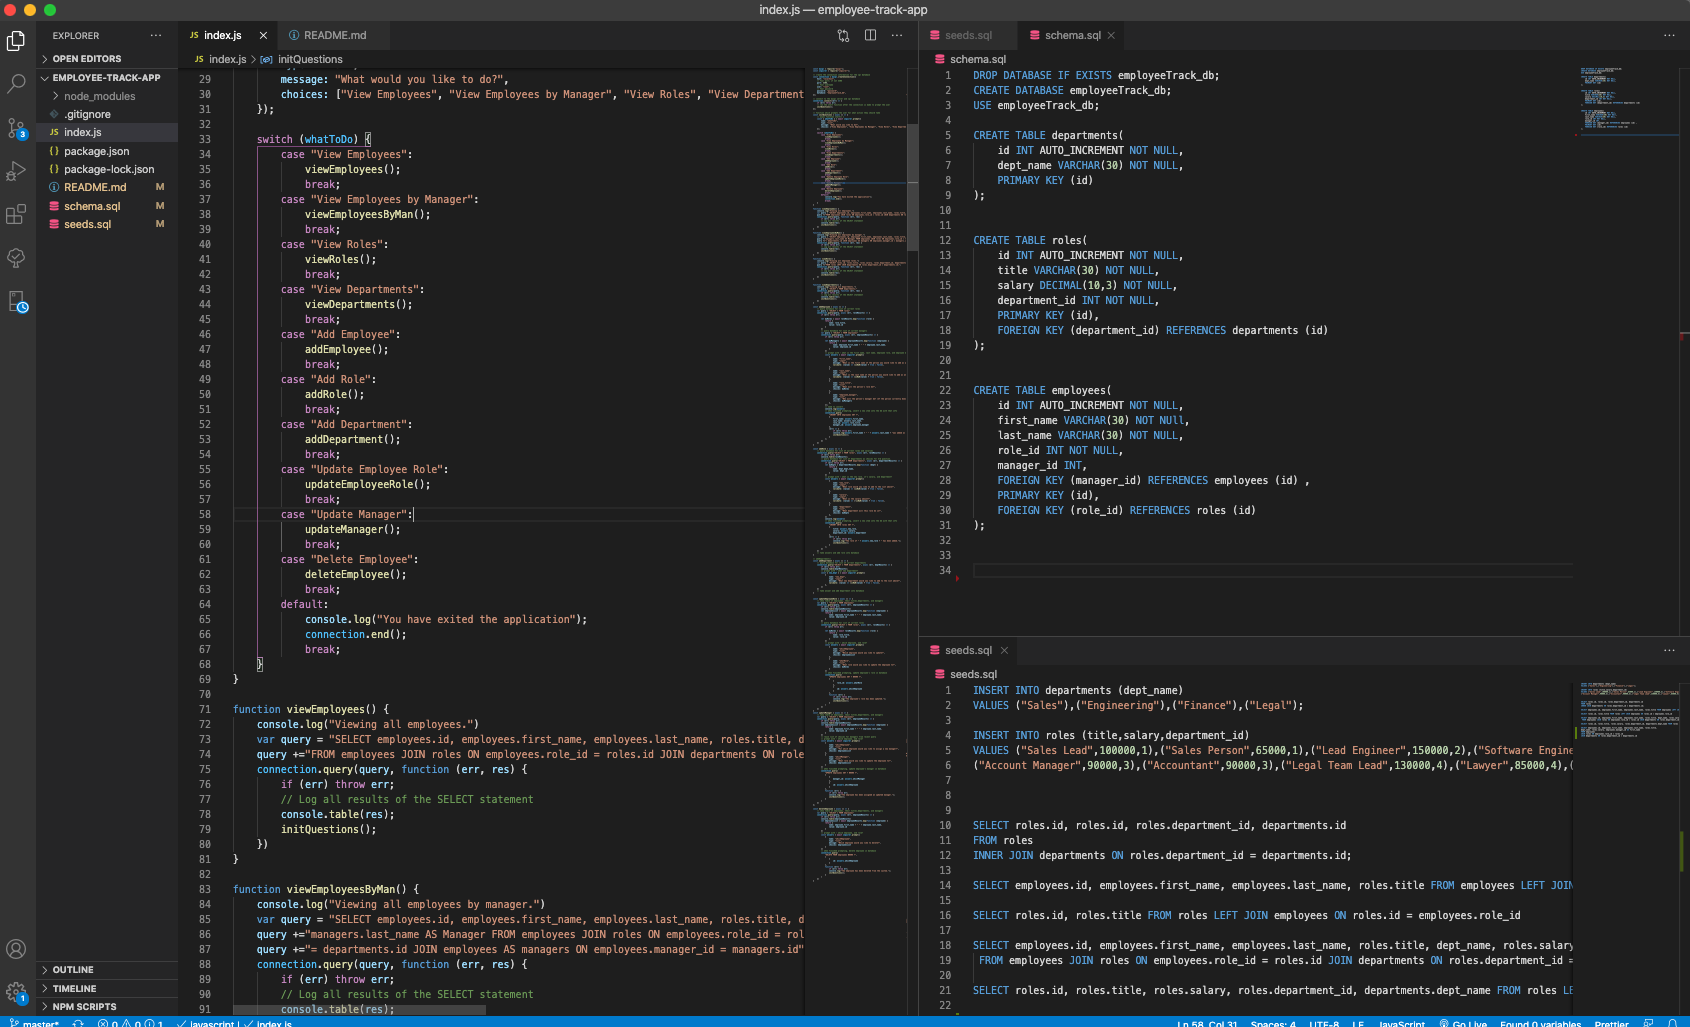 index.js — employee-track-app
EXPLORER
OPEN EDITORS
EMPLOYEE-TRACK-APP
node_modules
.gitignore
JS index.js
{} package.json
{} package-lock.json
README.md M
schema.sql M
seeds.sql M
OUTLINE
TIMELINE
NPM SCRIPTS
3
1
JS index.js
README.md
JS index.js > initQuestions
29 message: "What would you like to do?",
30 choices: ["View Employees", "View Employees by Manager", "View Roles", "View Department
31 });
32
33 switch (whatToDo) {
34 case "View Employees":
35 viewEmployees();
36 break;
37 case "View Employees by Manager":
38 viewEmployeesByMan();
39 break;
40 case "View Roles":
41 viewRoles();
42 break;
43 case "View Departments":
44 viewDepartments();
45 break;
46 case "Add Employee":
47 addEmployee();
48 break;
49 case "Add Role":
50 addRole();
51 break;
52 case "Add Department":
53 addDepartment();
54 break;
55 case "Update Employee Role":
56 updateEmployeeRole();
57 break;
58 case "Update Manager":
59 updateManager();
60 break;
61 case "Delete Employee":
62 deleteEmployee();
63 break;
64 default:
65 console.log("You have exited the application");
66 connection.end();
67 break;
68 }
69 }
70
71 function viewEmployees() {
72 console.log("Viewing all employees.")
73 var query = "SELECT employees.id, employees.first_name, employees.last_name, roles.title, d
74 query +="FROM employees JOIN roles ON employees.role_id = roles.id JOIN departments ON role
75 connection.query(query, function (err, res) {
76 if (err) throw err;
77 // Log all results of the SELECT statement
78 console.table(res);
79 initQuestions();
80 })
81 }
82
83 function viewEmployeesByMan() {
84 console.log("Viewing all employees by manager.")
85 var query = "SELECT employees.id, employees.first_name, employees.last_name, roles.title, d
86 query +="managers.last_name AS Manager FROM employees JOIN roles ON employees.role_id = rol
87 query +="= departments.id JOIN employees AS managers ON employees.manager_id = managers.id"
88 connection.query(query, function (err, res) {
89 if (err) throw err;
90 // Log all results of the SELECT statement
91 console.table(res);
seeds.sql
schema.sql
schema.sql
1 DROP DATABASE IF EXISTS employeeTrack_db;
2 CREATE DATABASE employeeTrack_db;
3 USE employeeTrack_db;
4
5 CREATE TABLE departments(
6 id INT AUTO_INCREMENT NOT NULL,
7 dept_name VARCHAR(30) NOT NULL,
8 PRIMARY KEY (id)
9 );
10
11
12 CREATE TABLE roles(
13 id INT AUTO_INCREMENT NOT NULL,
14 title VARCHAR(30) NOT NULL,
15 salary DECIMAL(10,3) NOT NULL,
16 department_id INT NOT NULL,
17 PRIMARY KEY (id),
18 FOREIGN KEY (department_id) REFERENCES departments (id)
19 );
20
21
22 CREATE TABLE employees(
23 id INT AUTO_INCREMENT NOT NULL,
24 first_name VARCHAR(30) NOT NUll,
25 last_name VARCHAR(30) NOT NULL,
26 role_id INT NOT NULL,
27 manager_id INT,
28 FOREIGN KEY (manager_id) REFERENCES employees (id) ,
29 PRIMARY KEY (id),
30 FOREIGN KEY (role_id) REFERENCES roles (id)
31 );
32
33
34
seeds.sql
seeds.sql
1 INSERT INTO departments (dept_name)
2 VALUES ("Sales"),("Engineering"),("Finance"),("Legal");
3
4 INSERT INTO roles (title,salary,department_id)
5 VALUES ("Sales Lead",100000,1),("Sales Person",65000,1),("Lead Engineer",150000,2),("Software Engine
6 ("Account Manager",90000,3),("Accountant",90000,3),("Legal Team Lead",130000,4),("Lawyer",85000,4),(
7
8
9
10 SELECT roles.id, roles.id, roles.department_id, departments.id
11 FROM roles
12 INNER JOIN departments ON roles.department_id = departments.id;
13
14 SELECT employees.id, employees.first_name, employees.last_name, roles.title FROM employees LEFT JOIN
15
16 SELECT roles.id, roles.title FROM roles LEFT JOIN employees ON roles.id = employees.role_id
17
18 SELECT employees.id, employees.first_name, employees.last_name, roles.title, dept_name, roles.salary
19 FROM employees JOIN roles ON employees.role_id = roles.id JOIN departments ON roles.department_id =
20
21 SELECT roles.id, roles.title, roles.salary, roles.department_id, departments.dept_name FROM roles LE
22
master* 0 0 1 javascript | index.js Ln 58, Col 31 Spaces: 4 UTF-8 LF JavaScript Go Live Found 0 variables Prettier